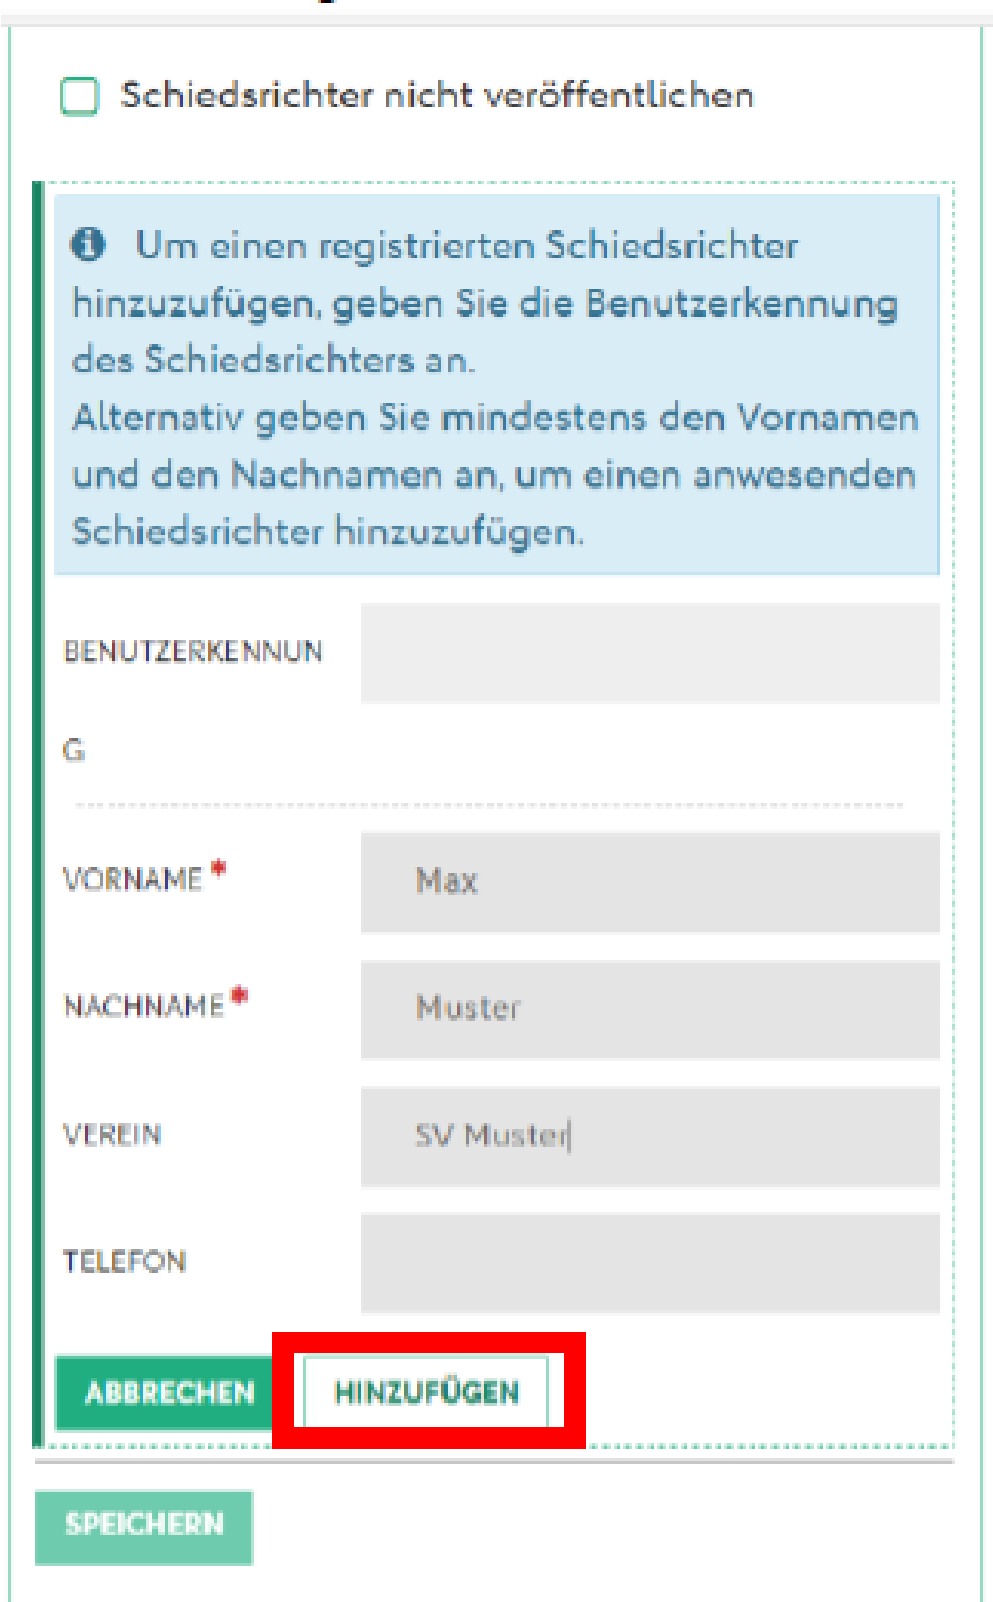 Schiedsrichter nicht veröffentlichen
Um einen registrierten Schiedsrichter
hinzuzufügen, geben Sie die Benutzerkennung
des Schiedsrichters an.
Alternativ geben Sie mindestens den Vornamen
und den Nachnamen an, um einen anwesenden
Schiedsrichter hinzuzufügen.
BENUTZERKENNUN
G
VORNAME * Max
NACHNAME * Muster
VEREIN SV Muster
TELEFON
ABBRECHEN HINZUFÜGEN
SPEICHERN